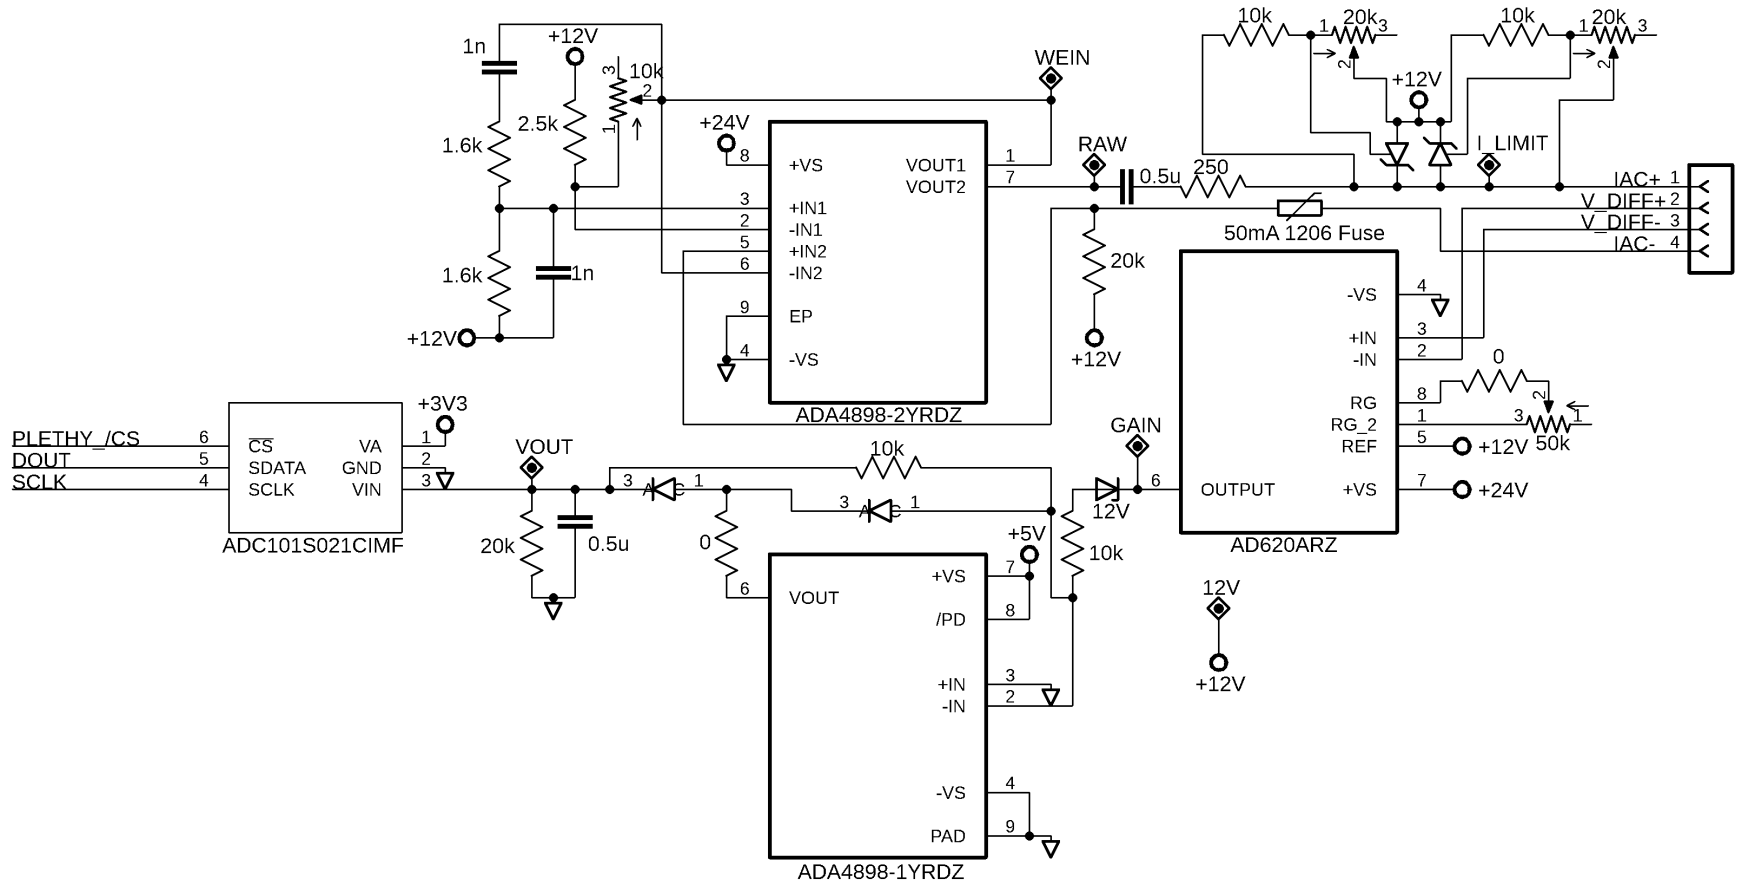 10k
1
20k
3
10k
1
20k
3
2
2
+12V
1n
+12V
3
10k
2
1
2.5k
1.6k
WEIN
+24V
8
+VS
VOUT1
1
VOUT2
7
RAW
0.5u
250
I_LIMIT
IAC+
1
V_DIFF+
2
V_DIFF-
3
IAC-
4
3
+IN1
2
-IN1
5
+IN2
6
-IN2
9
EP
4
-VS
ADA4898-2YRDZ
1.6k
1n
+12V
50mA 1206 Fuse
20k
+12V
-VS
4
+IN
3
-IN
2
RG
8
RG_2
1
REF
5
+12V
+VS
7
+24V
0
2
3
1
50k
OUTPUT
6
AD620ARZ
GAIN
12V
10k
PLETHY_/CS
6
CS
VA
1
+3V3
DOUT
5
SDATA
GND
2
SCLK
4
SCLK
VIN
3
ADC101S021CIMF
VOUT
20k
0.5u
3
A
C
1
10k
3
A
C
1
0
6
VOUT
+5V
+VS
7
/PD
8
+IN
3
-IN
2
-VS
4
PAD
9
ADA4898-1YRDZ
12V
+12V